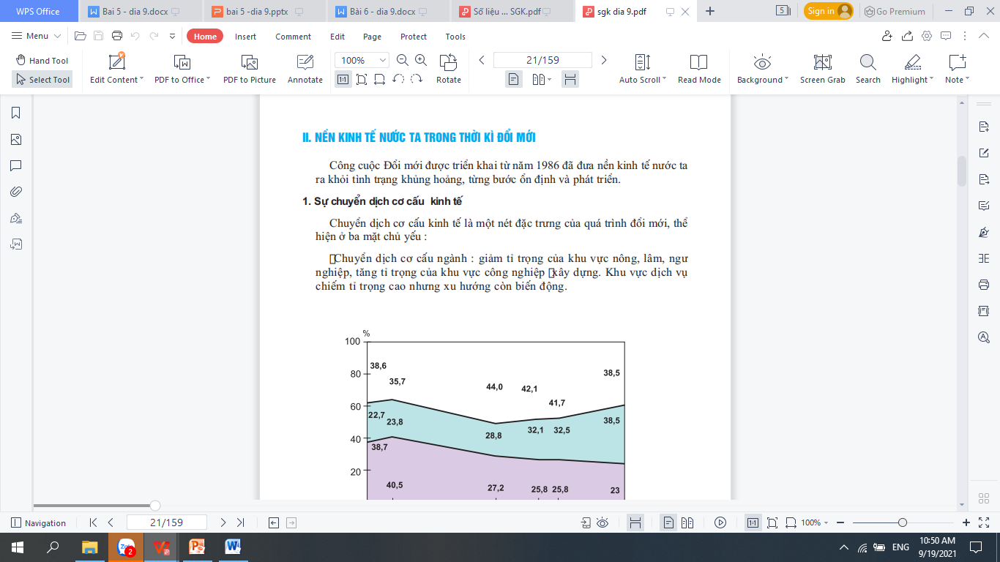 WPS Office
Bai 5 - dia 9.docx
bai 5 -dia 9.pptx
Bài 6 - dia 9.docx
Số liệu ... SGK.pdf
sgk dia 9.pdf
5
Sign in
Go Premium
Menu
Home
Insert
Comment
Edit
Page
Protect
Tools
Hand Tool
Select Tool
Edit Content
PDF to Office
PDF to Picture
Annotate
100%
1:1
Rotate
21/159
Auto Scroll
Read Mode
Background
Screen Grab
Search
Highlight
Note
II. NỀN KINH TẾ NƯỚC TA TRONG THỜI KÌ ĐỔI MỚI
Công cuộc Đổi mới được triển khai từ năm 1986 đã đưa nền kinh tế nước ta
ra khỏi tình trạng khủng hoảng, từng bước ổn định và phát triển.
1. Sự chuyển dịch cơ cấu kinh tế
Chuyển dịch cơ cấu kinh tế là một nét đặc trưng của quá trình đổi mới, thể
hiện ở ba mặt chủ yếu :
Chuyển dịch cơ cấu ngành : giảm tỉ trọng của khu vực nông, lâm, ngư
nghiệp, tăng tỉ trọng của khu vực công nghiệp xây dựng. Khu vực dịch vụ
chiếm tỉ trọng cao nhưng xu hướng còn biến động.
%
100
80
60
40
20
38,6
35,7
44,0
42,1
41,7
38,5
22,7
23,8
28,8
32,1
32,5
38,5
38,7
40,5
27,2
25,8
25,8
23
Navigation
21/159
1:1
100%
Zalo
2
ENG
10:50 AM
9/19/2021